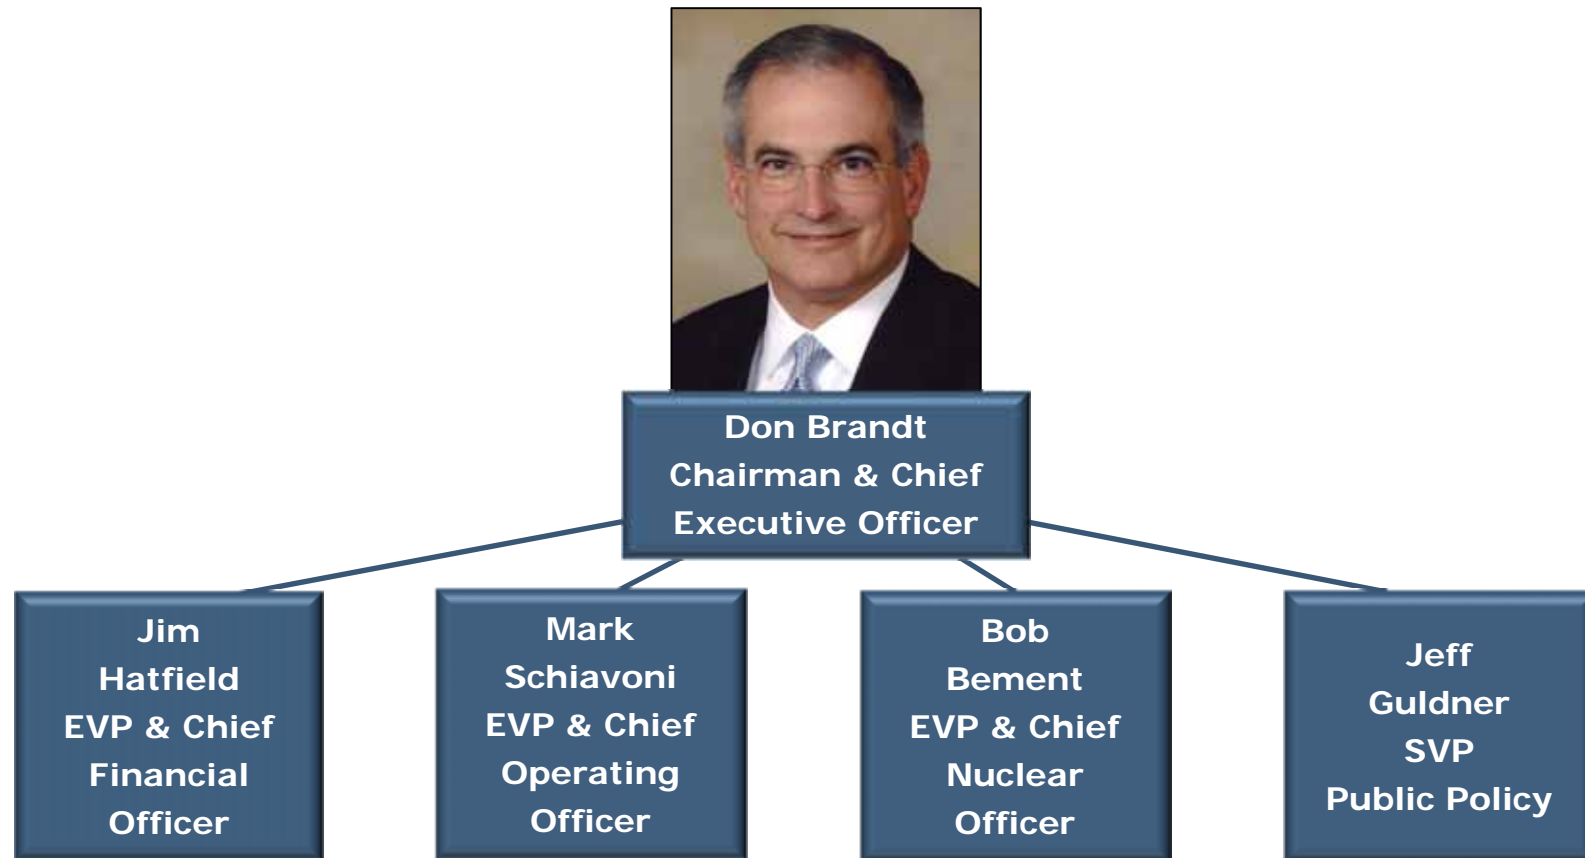 Don Brandt
Chairman & Chief
Executive Officer
Jim
Hatfield
EVP & Chief
Financial
Officer
Mark
Schiavoni
EVP & Chief
Operating
Officer
Bob
Bement
EVP & Chief
Nuclear
Officer
Jeff
Guldner
SVP
Public Policy